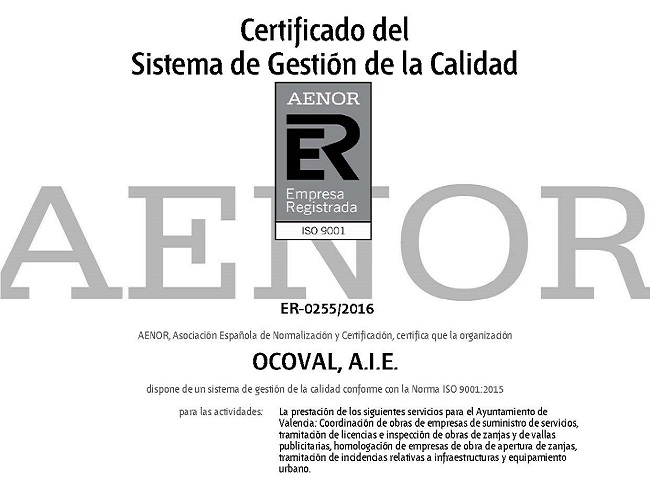 Certificado del
Sistema de Gestión de la Calidad
AENOR
ER
Empresa
Registrada
ISO 9001
AENOR
ER-0255/2016
AENOR, Asociación Española de Normalización y Certificación, certifica que la organización
OCOVAL, A.I.E.
dispone de un sistema de gestión de la calidad conforme con la Norma ISO 9001:2015
para las actividades: La prestación de los siguientes servicios para el Ayuntamiento de
Valencia: Coordinación de obras de empresas de suministro de servicios,
tramitación de licencias e inspección de obras de zanjas y de vallas
publicitarias, homologación de empresas de obra de apertura de zanjas,
tramitación de incidencias relativas a infraestructuras y equipamiento
urbano.